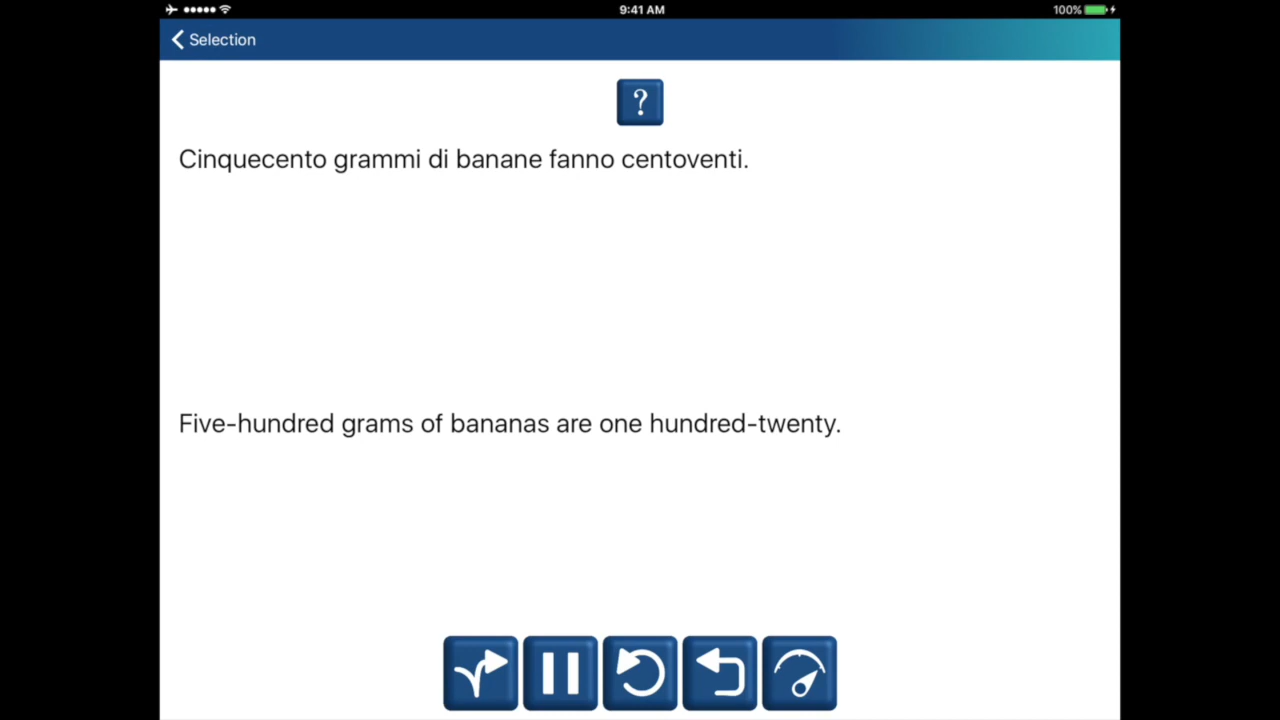 9:41 AM
100%
Selection
?
Cinquecento grammi di banane fanno centoventi.
Five-hundred grams of bananas are one hundred-twenty.